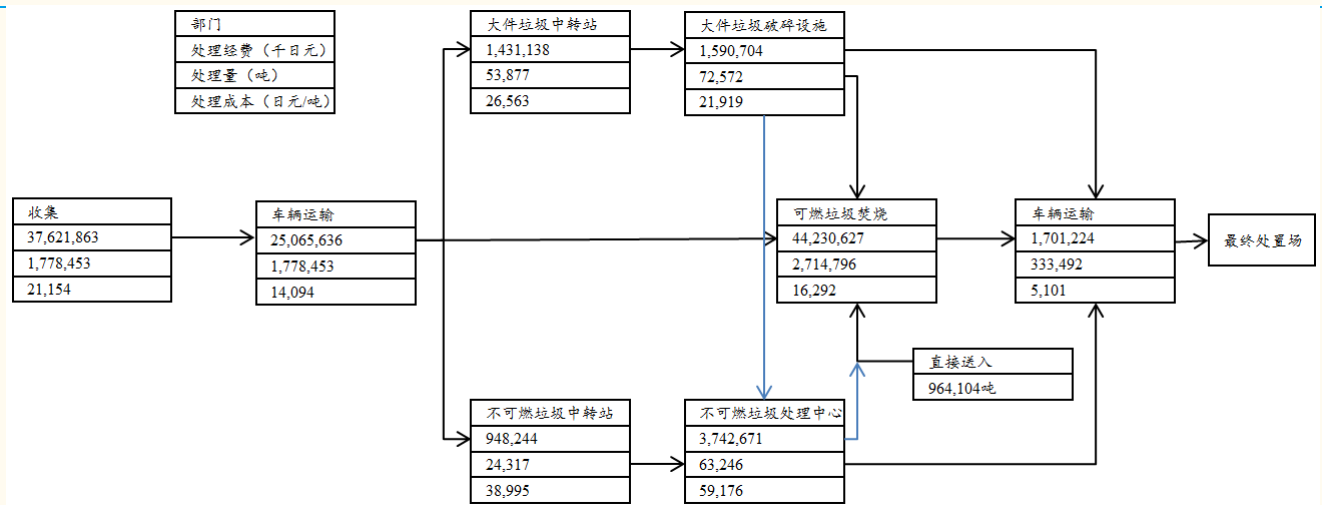 部门
处理经费（千日元）
处理量（吨）
处理成本（日元/吨）
大件垃圾中转站
1,431,138
53,877
26,563
大件垃圾破碎设施
1,590,704
72,572
21,919
收集
37,621,863
1,778,453
21,154
车辆运输
25,065,636
1,778,453
14,094
可燃垃圾焚烧
44,230,627
2,714,796
16,292
车辆运输
1,701,224
333,492
5,101
最终处置场
直接送入
964,104吨
不可燃垃圾中转站
948,244
24,317
38,995
不可燃垃圾处理中心
3,742,671
63,246
59,176